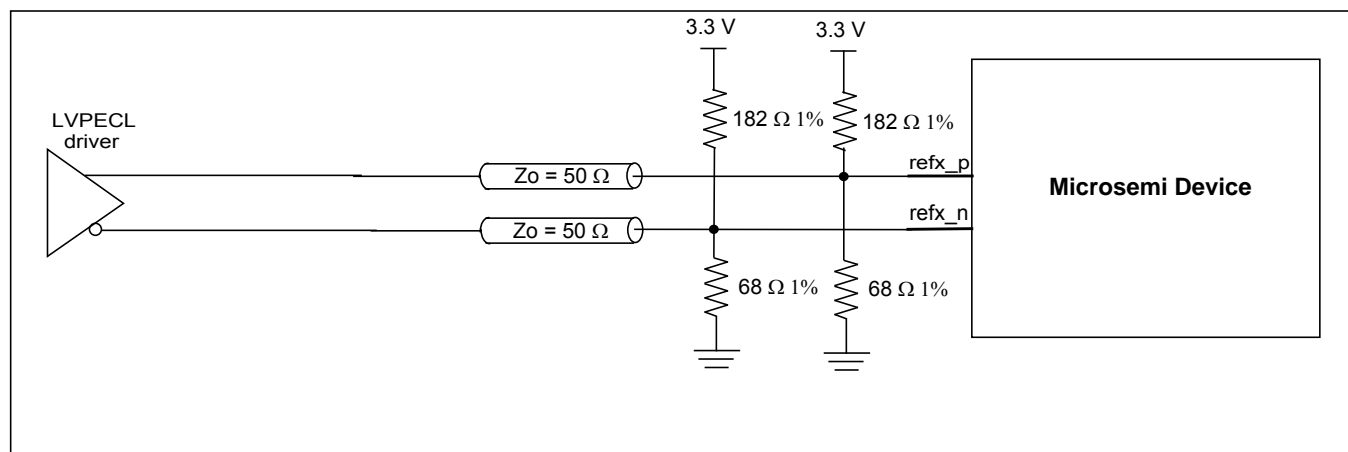 3.3 V
3.3 V
182 Ω 1%
182 Ω 1%
LVPECL
driver
Zo = 50 Ω
refx_p
Microsemi Device
Zo = 50 Ω
refx_n
68 Ω 1%
68 Ω 1%